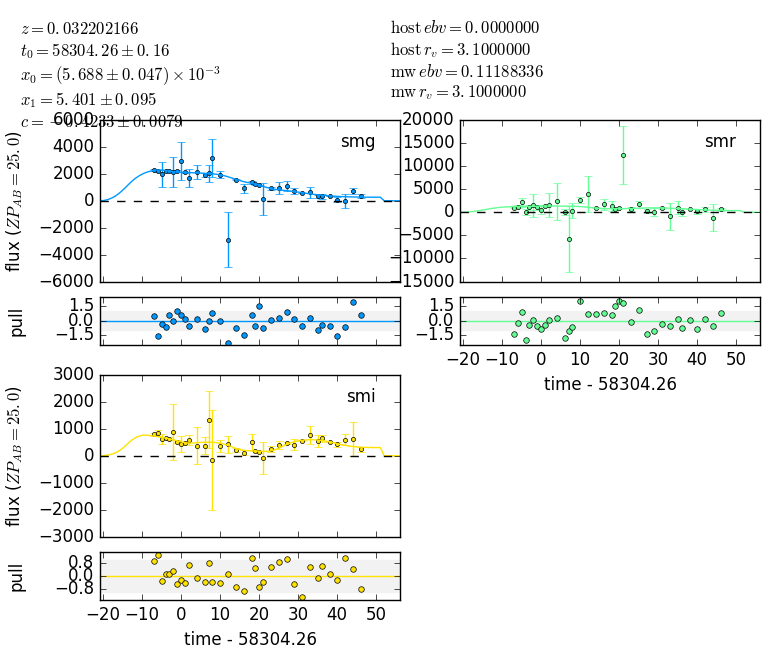 z = 0.032202166
t₀ = 58304.26 ± 0.16
x₀ = (5.688 ± 0.047) × 10⁻³
x₁ = 5.401 ± 0.095
c = −0.4233 ± 0.0079
host ebv = 0.0000000
host r_v = 3.1000000
mw ebv = 0.11188336
mw r_v = 3.1000000
smg
6000
4000
2000
0
−2000
−4000
−6000
flux (ZP_AB = 25.0)
1.5
0.0
−1.5
pull
smr
20000
15000
10000
5000
0
−5000
−10000
−15000
1.5
0.0
−1.5
−20 −10 0 10 20 30 40 50
time - 58304.26
smi
3000
2000
1000
0
−1000
−2000
−3000
flux (ZP_AB = 25.0)
0.8
0.0
−0.8
pull
−20 −10 0 10 20 30 40 50
time - 58304.26